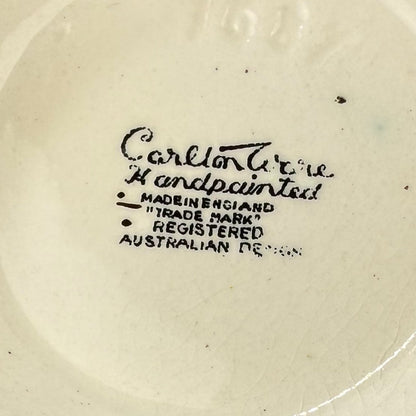 Carlton Ware
Handpainted
MADE IN ENGLAND
"TRADE MARK"
REGISTERED
AUSTRALIAN DESIGN